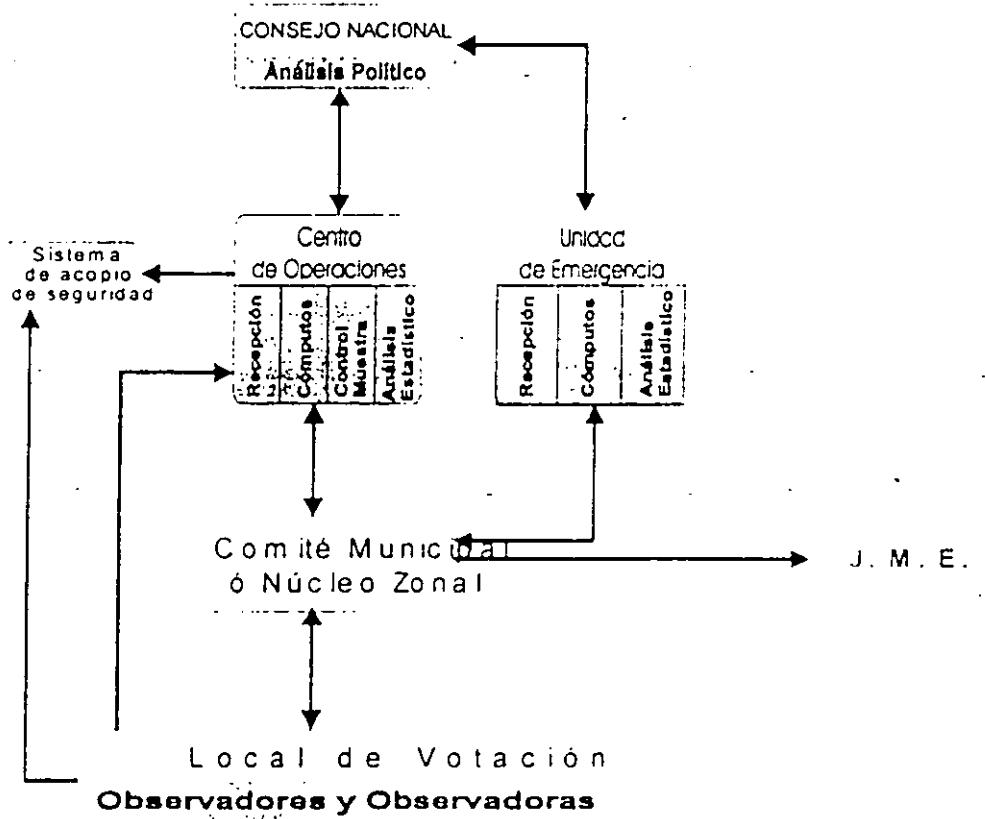 CONSEJO NACIONAL
Análisis Político
Centro
de Operaciones
Unidad
de Emergencia
Sistema
de acopio
de seguridad
Recepción
Cómputos
Control
Muestra
Análisis
Estadístico
Recepción
Cómputos
Análisis
Estadístico
Comité Municipal
ó Núcleo Zonal
J. M. E.
Local de Votación
Observadores y Observadoras